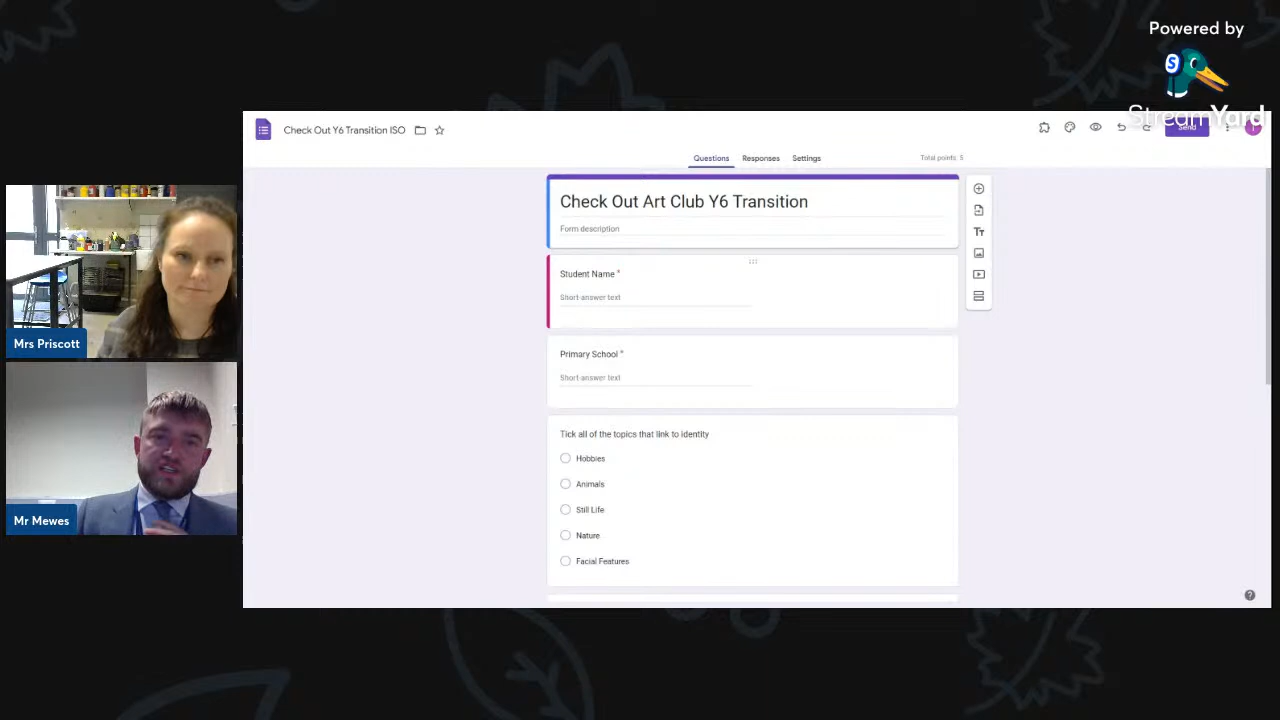 Powered by
StreamYard
Check Out Y6 Transition ISO
Send
Questions
Responses
Settings
Total points: 5
Check Out Art Club Y6 Transition
Form description
Student Name *
Short-answer text
Primary School *
Short-answer text
Tick all of the topics that link to identity
Hobbies
Animals
Still Life
Nature
Facial Features
Mrs Priscott
Mr Mewes